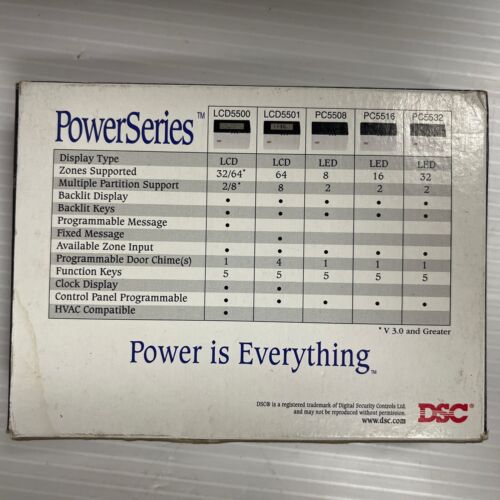 PowerSeries™
LCD5500 LCD5501 PC5508 PC5516 PC5532
Display Type LCD LCD LED LED LED
Zones Supported 32/64* 64 8 16 32
Multiple Partition Support 2/8* 8 2 2 2
Backlit Display • • • • •
Backlit Keys • • • • •
Programmable Message •
Fixed Message •
Available Zone Input • • • • •
Programmable Door Chime(s) 1 4 1 1 1
Function Keys 5 5 5 5 5
Clock Display • •
Control Panel Programmable • • • • •
HVAC Compatible •
* V 3.0 and Greater
Power is Everything™
DSC® is a registered trademark of Digital Security Controls Ltd.
and may not be reproduced without permission.
www.dsc.com
DSC®